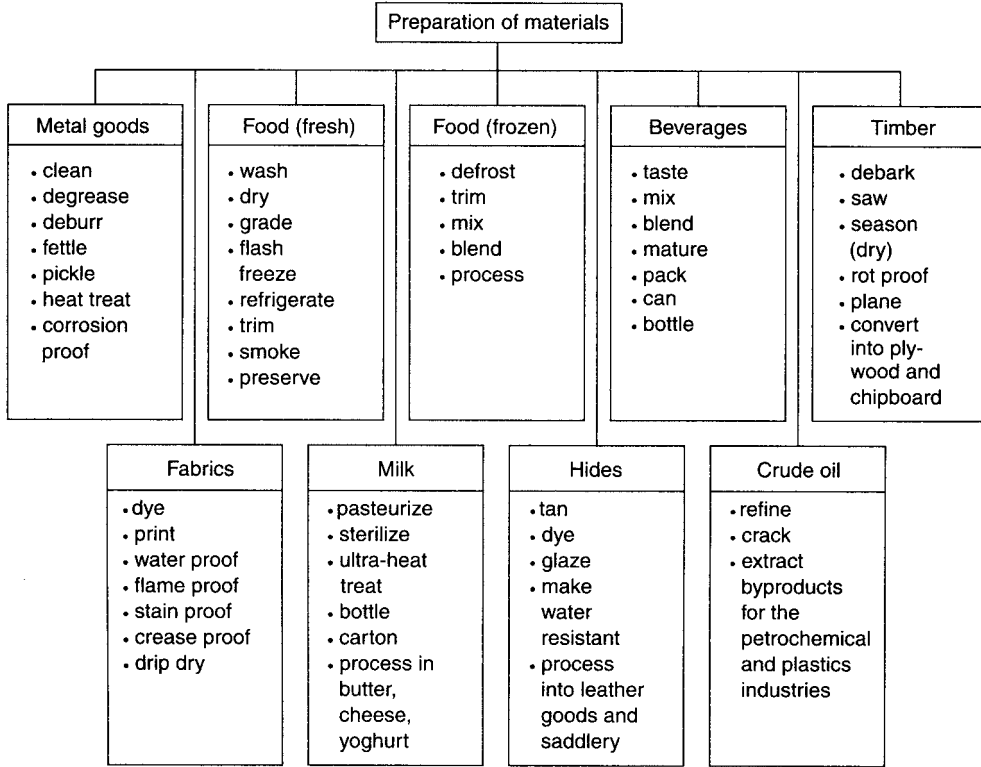 Preparation of materials
Metal goods
• clean
• degrease
• deburr
• fettle
• pickle
• heat treat
• corrosion
proof
Food (fresh)
• wash
• dry
• grade
• flash
freeze
• refrigerate
• trim
• smoke
• preserve
Food (frozen)
• defrost
• trim
• mix
• blend
• process
Beverages
• taste
• mix
• blend
• mature
• pack
• can
• bottle
Timber
• debark
• saw
• season
(dry)
• rot proof
• plane
• convert
into ply-
wood and
chipboard
Fabrics
• dye
• print
• water proof
• flame proof
• stain proof
• crease proof
• drip dry
Milk
• pasteurize
• sterilize
• ultra-heat
treat
• bottle
• carton
• process in
butter,
cheese,
yoghurt
Hides
• tan
• dye
• glaze
• make
water
resistant
• process
into leather
goods and
saddlery
Crude oil
• refine
• crack
• extract
byproducts
for the
petrochemical
and plastics
industries